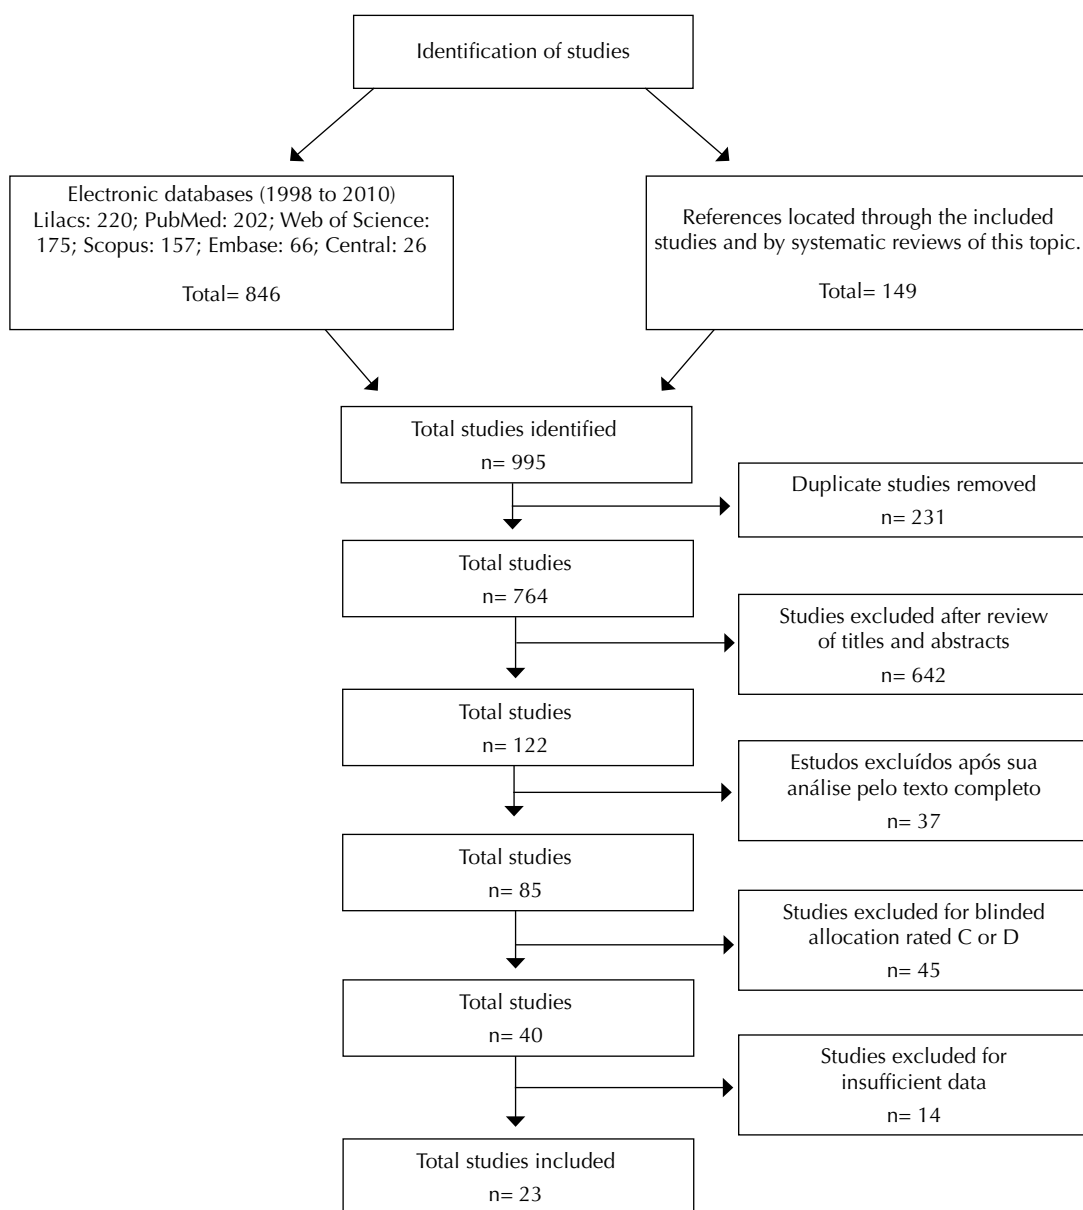 Identification of studies
Electronic databases (1998 to 2010)
Lilacs: 220; PubMed: 202; Web of Science:
175; Scopus: 157; Embase: 66; Central: 26
Total= 846
References located through the included
studies and by systematic reviews of this topic.
Total= 149
Total studies identified
n= 995
Duplicate studies removed
n= 231
Total studies
n= 764
Studies excluded after review
of titles and abstracts
n= 642
Total studies
n= 122
Estudos excluídos após sua
análise pelo texto completo
n= 37
Total studies
n= 85
Studies excluded for blinded
allocation rated C or D
n= 45
Total studies
n= 40
Studies excluded for
insufficient data
n= 14
Total studies included
n= 23